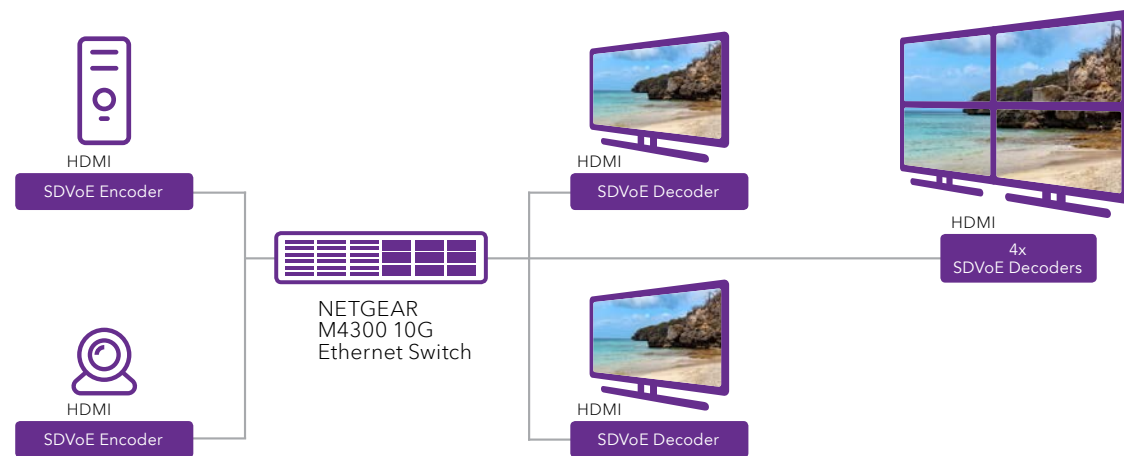 HDMI
SDVoE Encoder
HDMI
SDVoE Encoder
NETGEAR
M4300 10G
Ethernet Switch
HDMI
SDVoE Decoder
HDMI
SDVoE Decoder
HDMI
4x
SDVoE Decoders